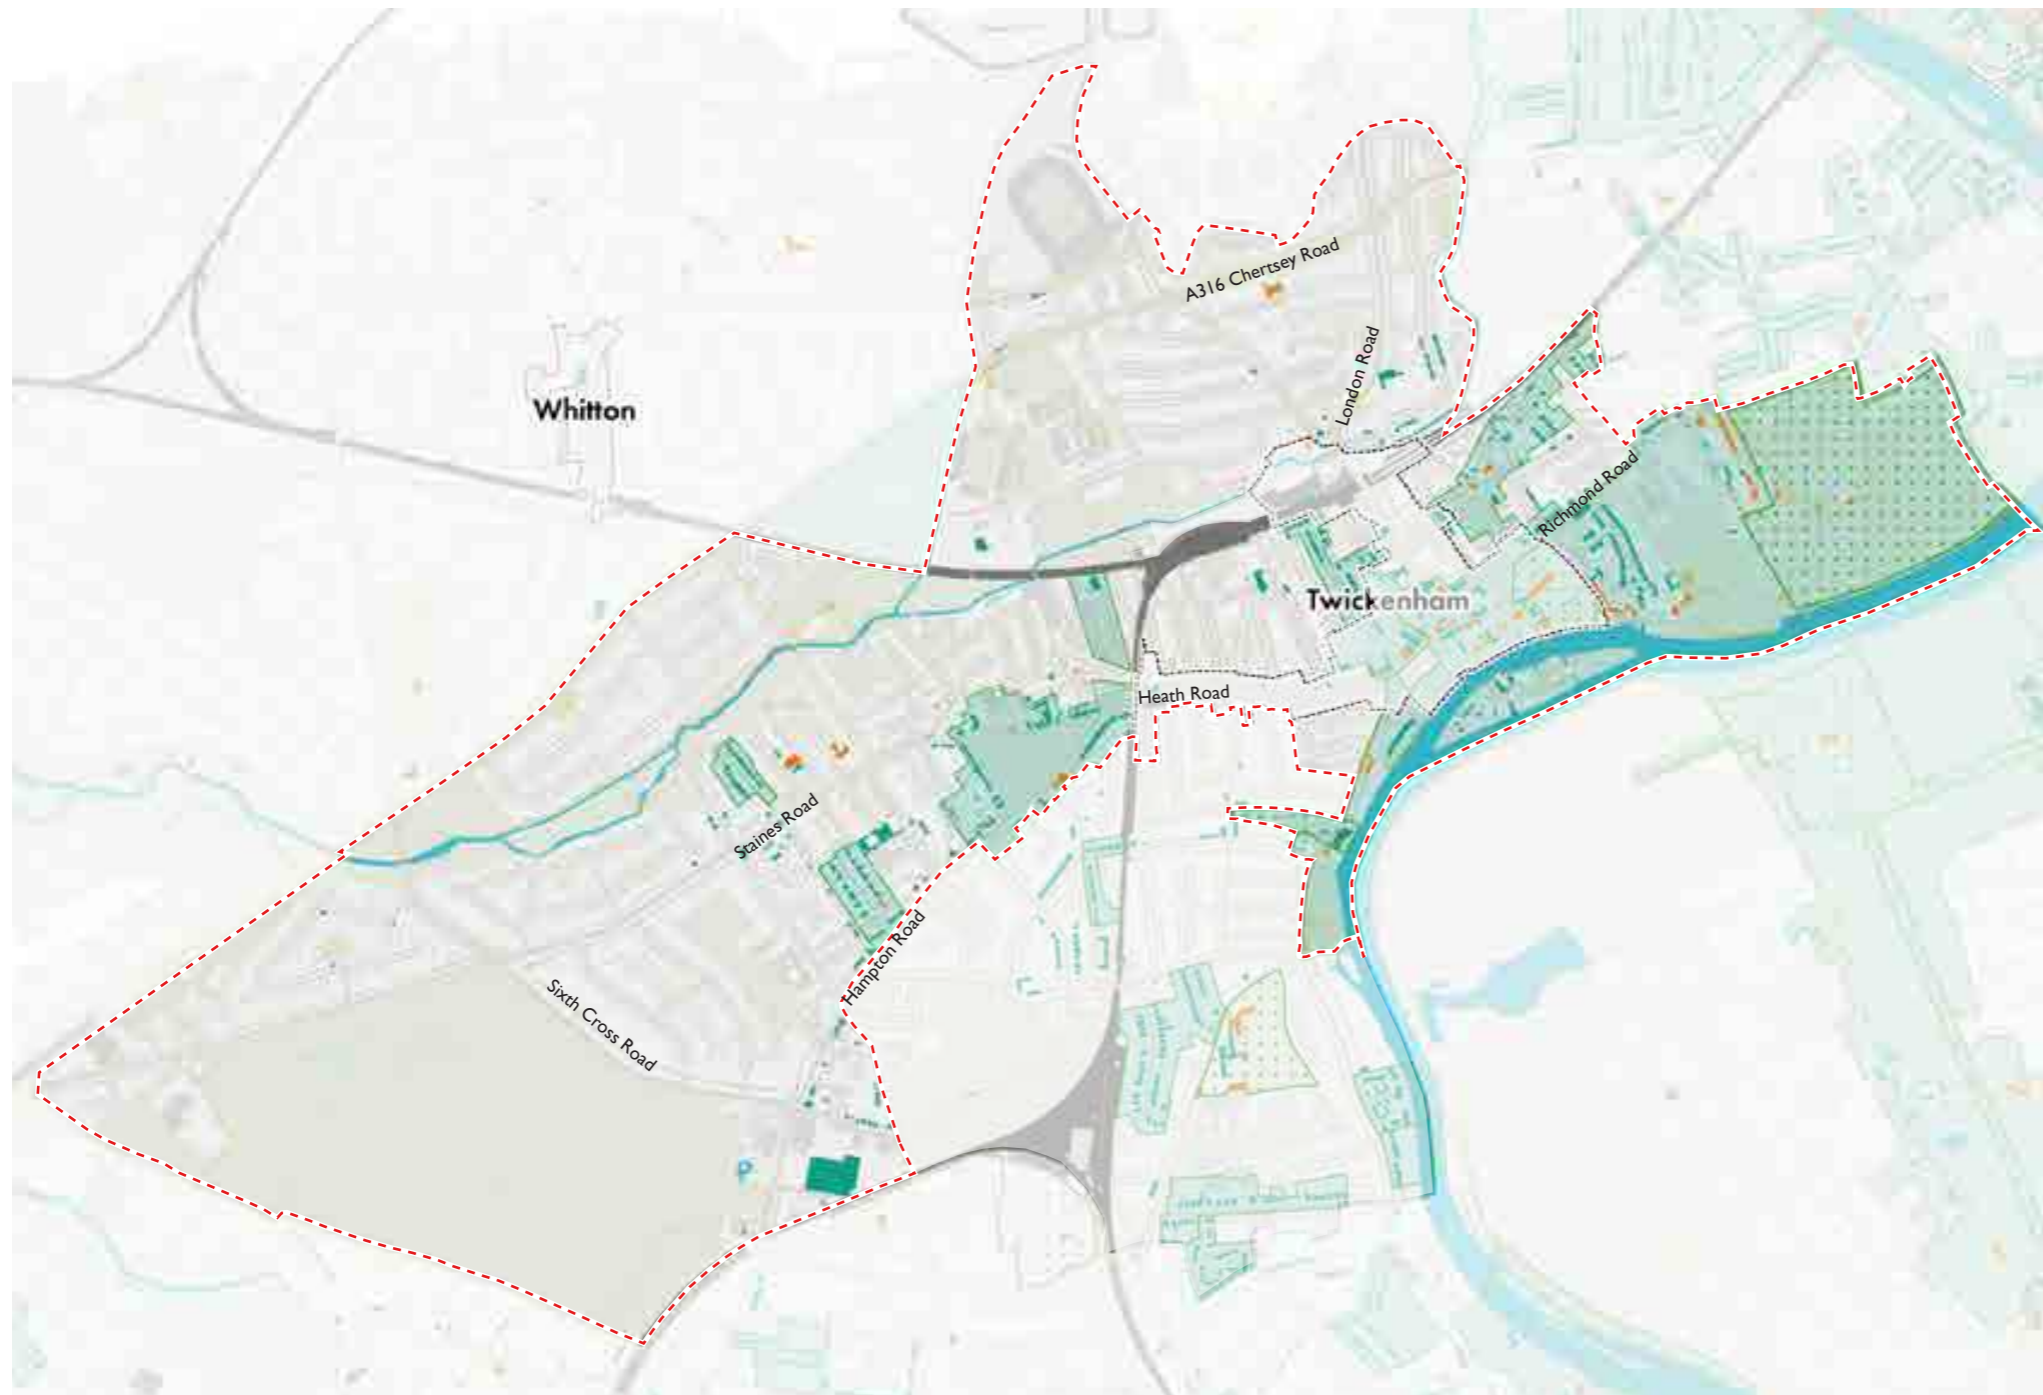 A316 Chertsey Road
London Road
Whitton
Richmond Road
Twickenham
Heath Road
Staines Road
Hampton Road
Sixth Cross Road